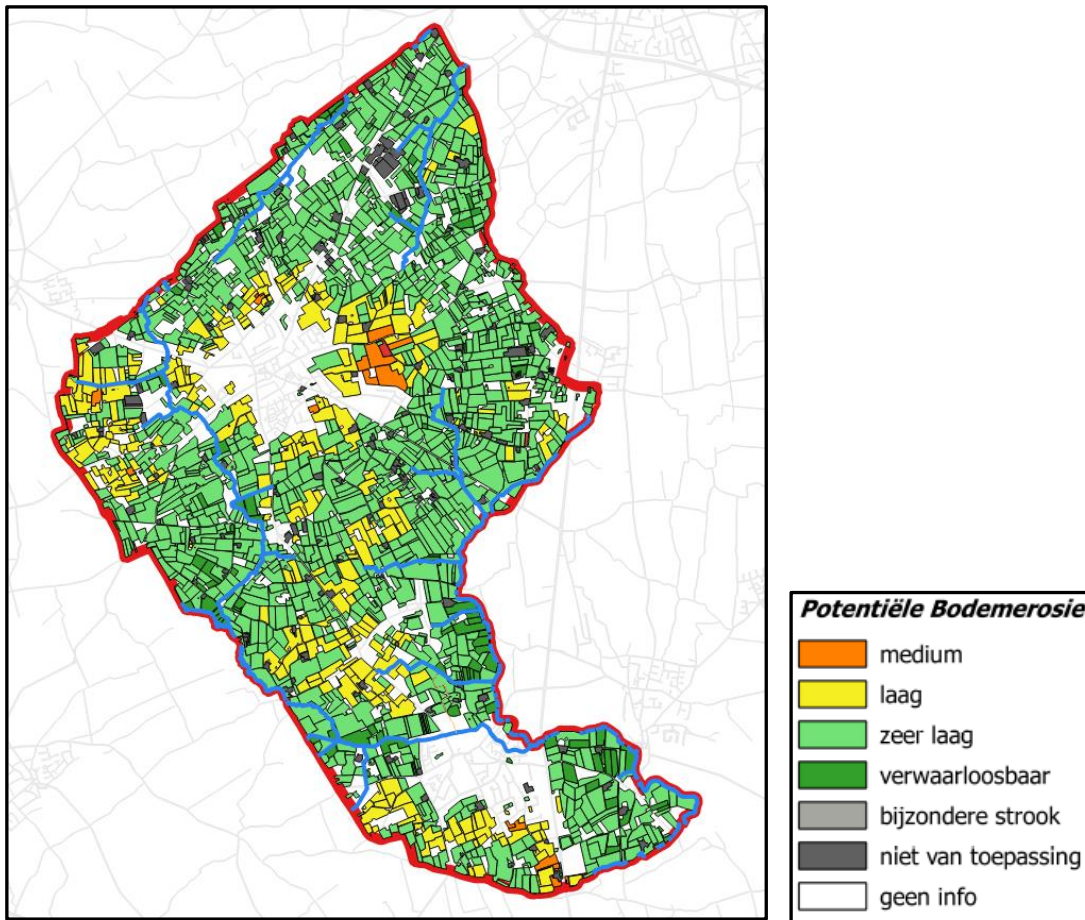 Potentiële Bodemerosie
medium
laag
zeer laag
verwaarloosbaar
bijzondere strook
niet van toepassing
geen info